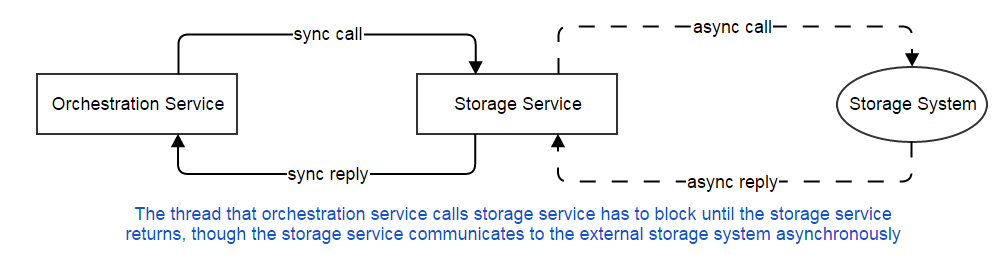 sync call
async call
Orchestration Service
Storage Service
Storage System
sync reply
async reply
The thread that orchestration service calls storage service has to block until the storage service
returns, though the storage service communicates to the external storage system asynchronously